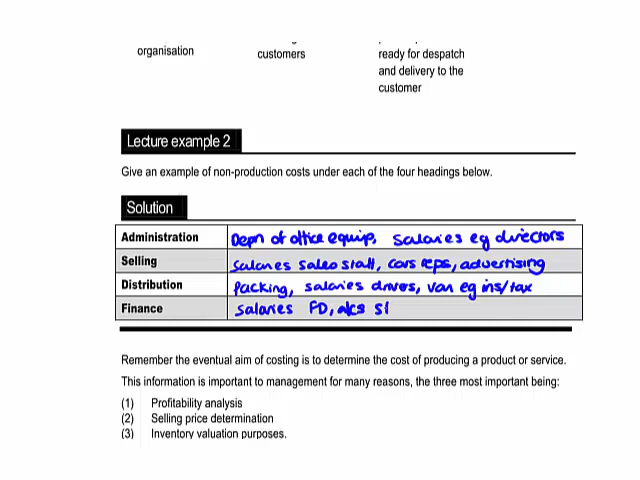 organisation
customers
ready for despatch
and delivery to the
customer
Lecture example 2
Give an example of non-production costs under each of the four headings below.
Solution
Administration Depn of office equip, salaries eg directors
Selling salaries sales staff, cars reps, advertising
Distribution Packing, salaries drives, van eg ins/tax
Finance salaries FD, a/cs
Remember the eventual aim of costing is to determine the cost of producing a product or service.
This information is important to management for many reasons, the three most important being:
(1) Profitability analysis
(2) Selling price determination
(3) Inventory valuation purposes.